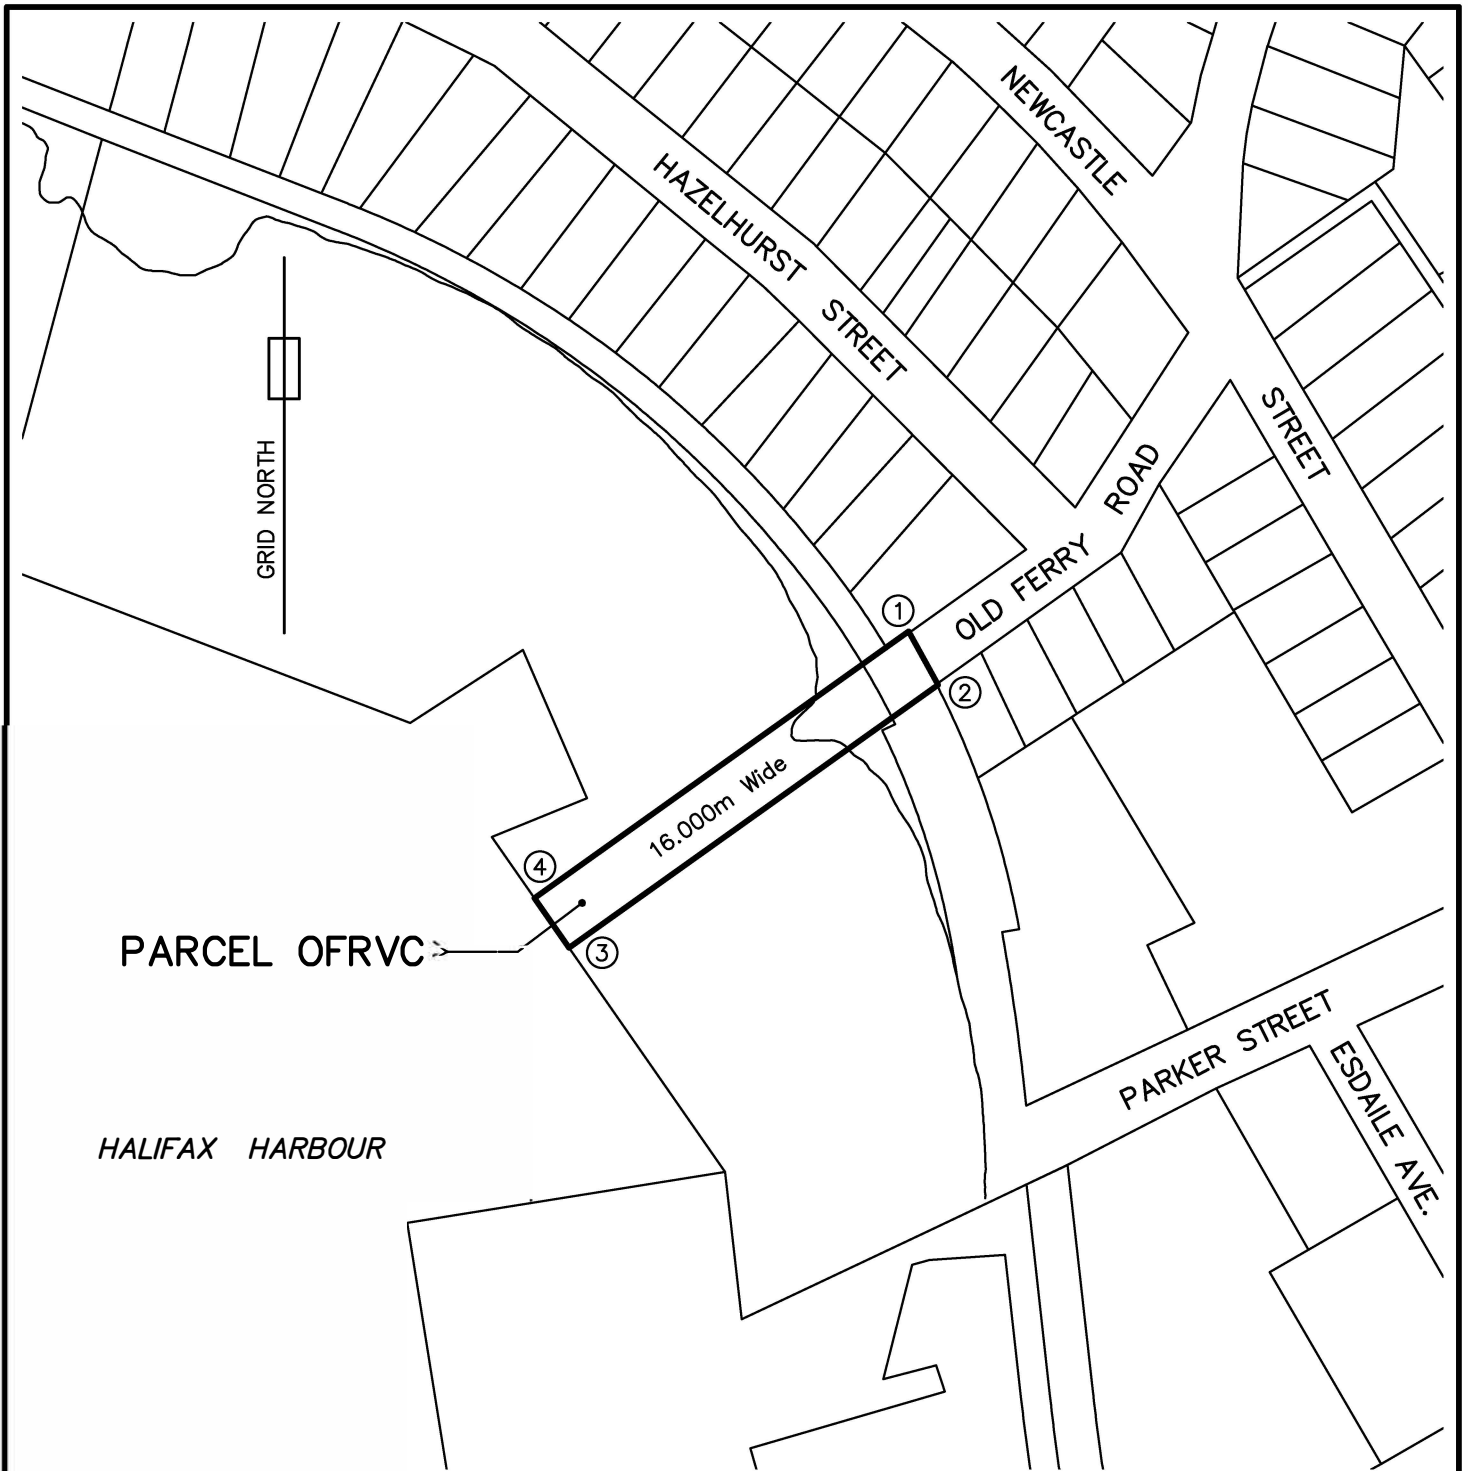 NEWCASTLE
HAZELHURST STREET
STREET
GRID NORTH
OLD FERRY ROAD
1
2
16.000m Wide
4
3
PARCEL OFRVC
PARKER STREET
ESDAILE AVE.
HALIFAX HARBOUR